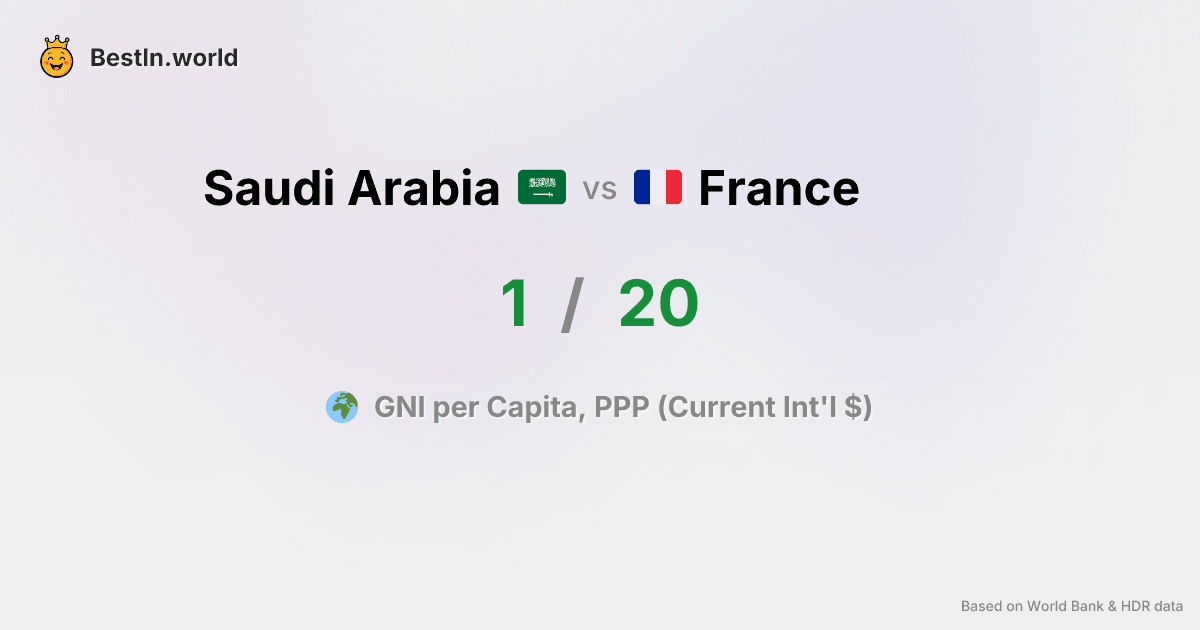 BestIn.world
Saudi Arabia vs France
1 / 20
GNI per Capita, PPP (Current Int'l $)
Based on World Bank & HDR data